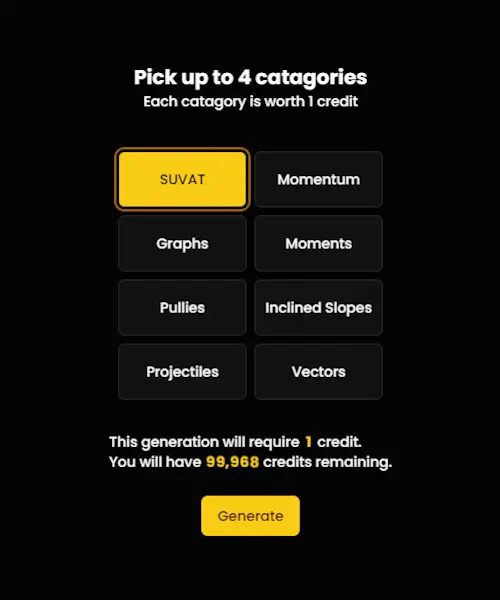 Pick up to 4 catagories
Each catagory is worth 1 credit
SUVAT
Momentum
Graphs
Moments
Pullies
Inclined Slopes
Projectiles
Vectors
This generation will require 1 credit.
You will have 99,968 credits remaining.
Generate